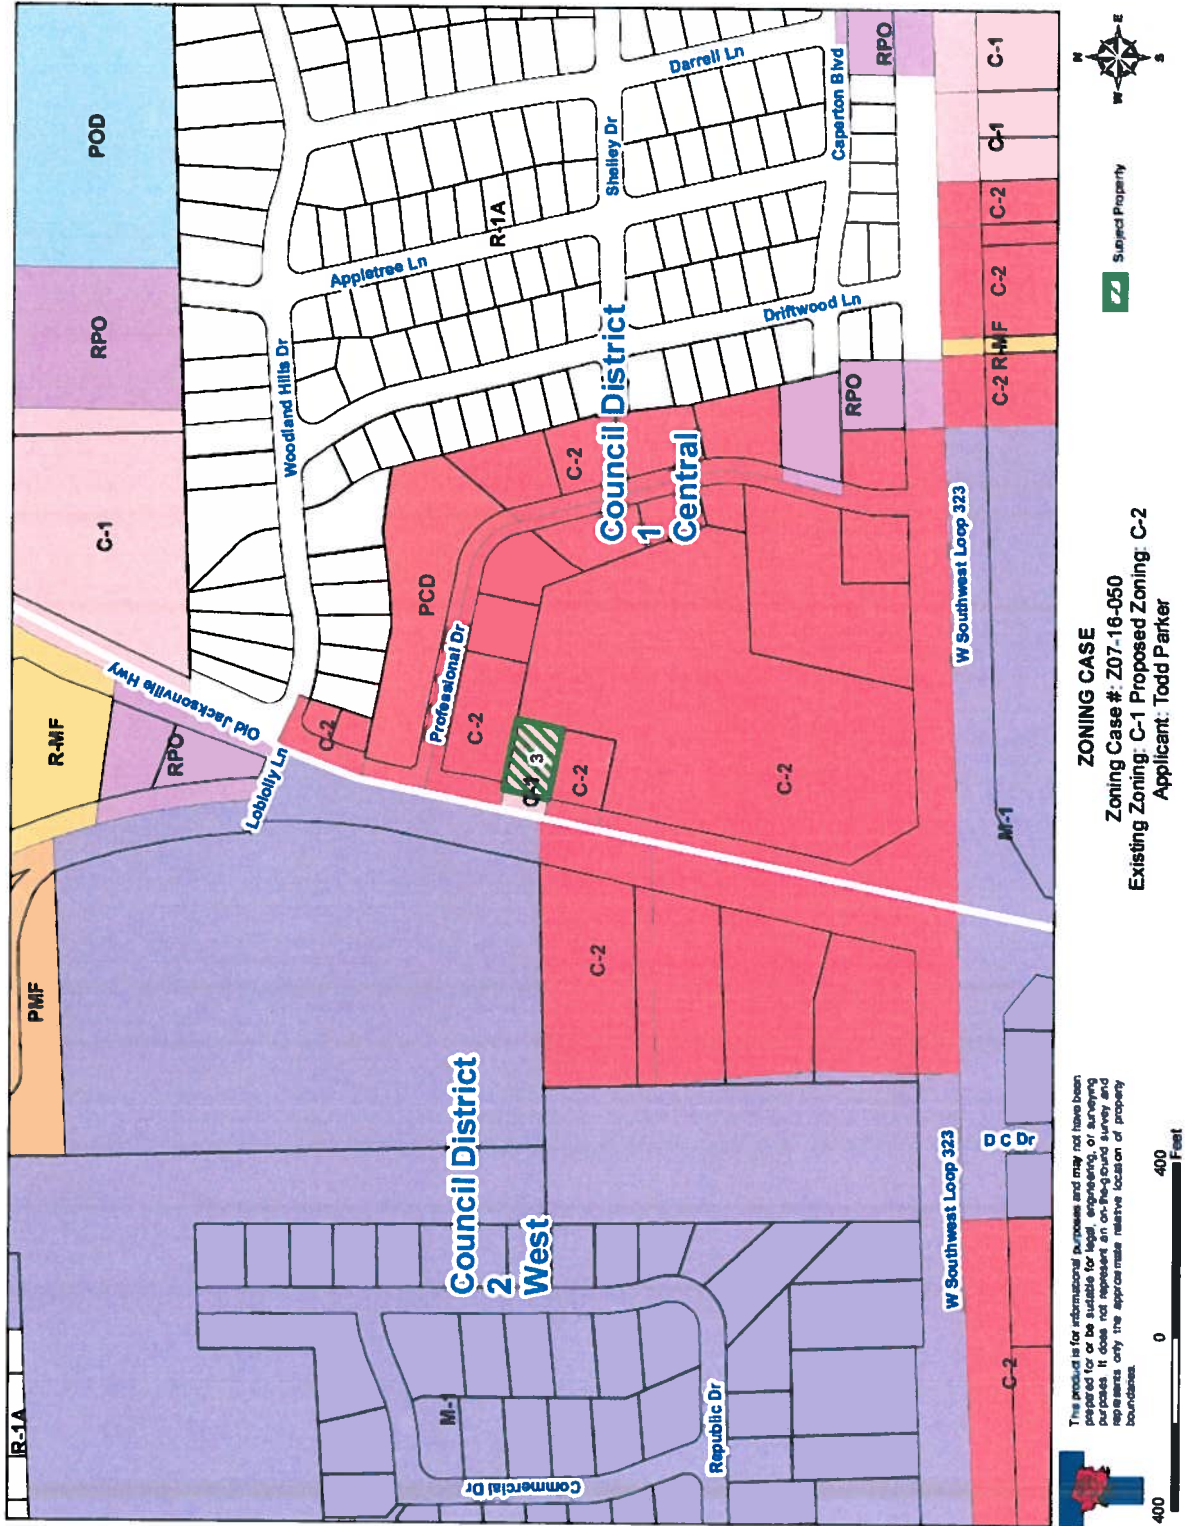 R-1A
PMF
R-MF
RPO
Old Jacksonville Hwy
Loblolly Ln
C-1
RPO
POD
Woodland Hills Dr
Appletree Ln
R-1A
Shelley Dr
Darrell Ln
Driftwood Ln
Caperton Blvd
RPO
RPO
Council District
1
Central
C-2
PCD
Professional Dr
C-2
C-2
C-1
3
C-2
C-2
C-2
Council District
2
West
M-1
Commercial Dr
Republic Dr
W Southwest Loop 323
W Southwest Loop 323
D C Dr
C-2
M-1
C-2
R-MF
C-2
C-2
C-1
C-1
400
0
400
Feet
This product is for informational purposes and may not have been
prepared for or be suitable for legal, engineering, or surveying
purposes. It does not represent an on-the-ground survey and
represents only the approximate relative location of property
boundaries.
ZONING CASE
Zoning Case #: Z07-16-050
Existing Zoning: C-1 Proposed Zoning: C-2
Applicant: Todd Parker
Subject Property
N
W
E
S